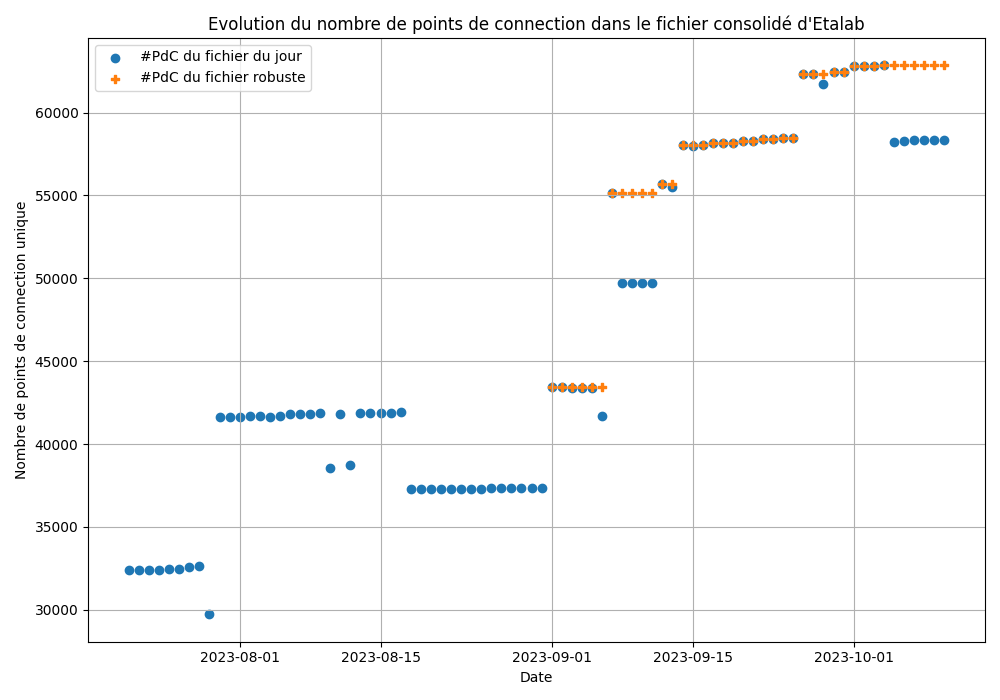 Evolution du nombre de points de connection dans le fichier consolidé d'Etalab
#PdC du fichier du jour
#PdC du fichier robuste
Nombre de points de connection unique
60000
55000
50000
45000
40000
35000
30000
2023-08-01
2023-08-15
2023-09-01
2023-09-15
2023-10-01
Date